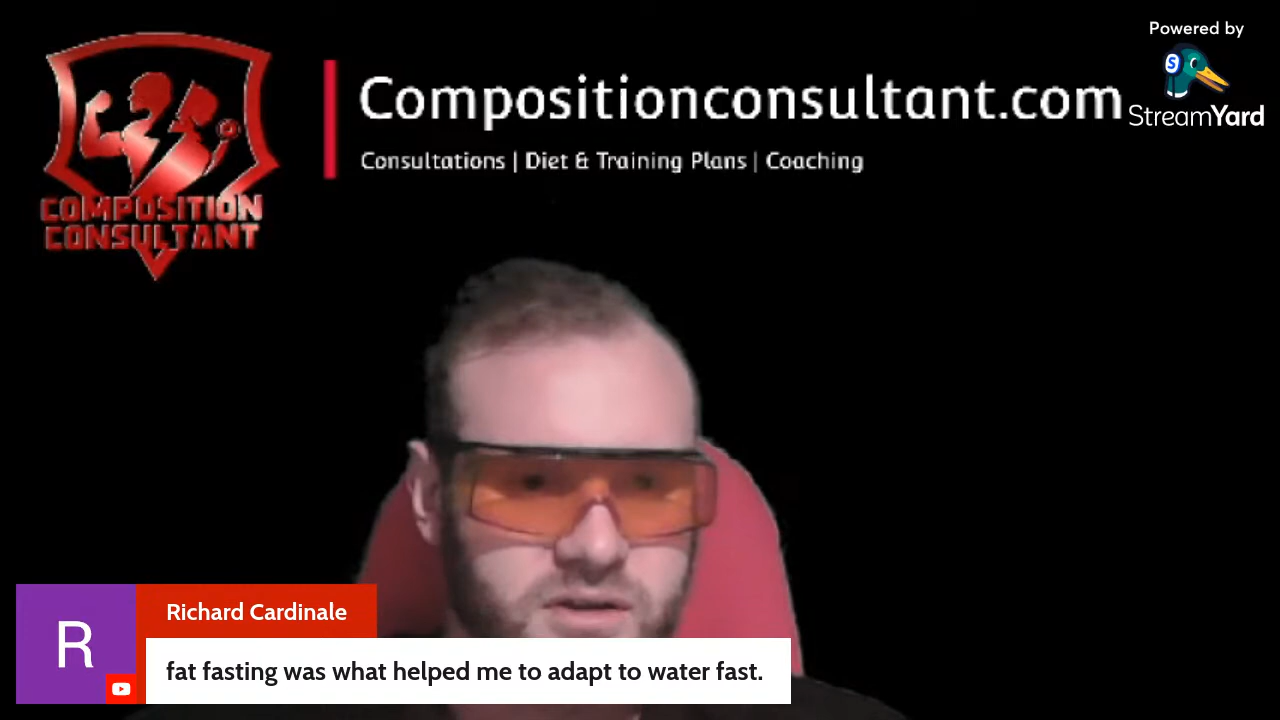 Powered by
S
StreamYard
Compositionconsultant.com
Consultations | Diet & Training Plans | Coaching
COMPOSITION
CONSULTANT
R
Richard Cardinale
fat fasting was what helped me to adapt to water fast.